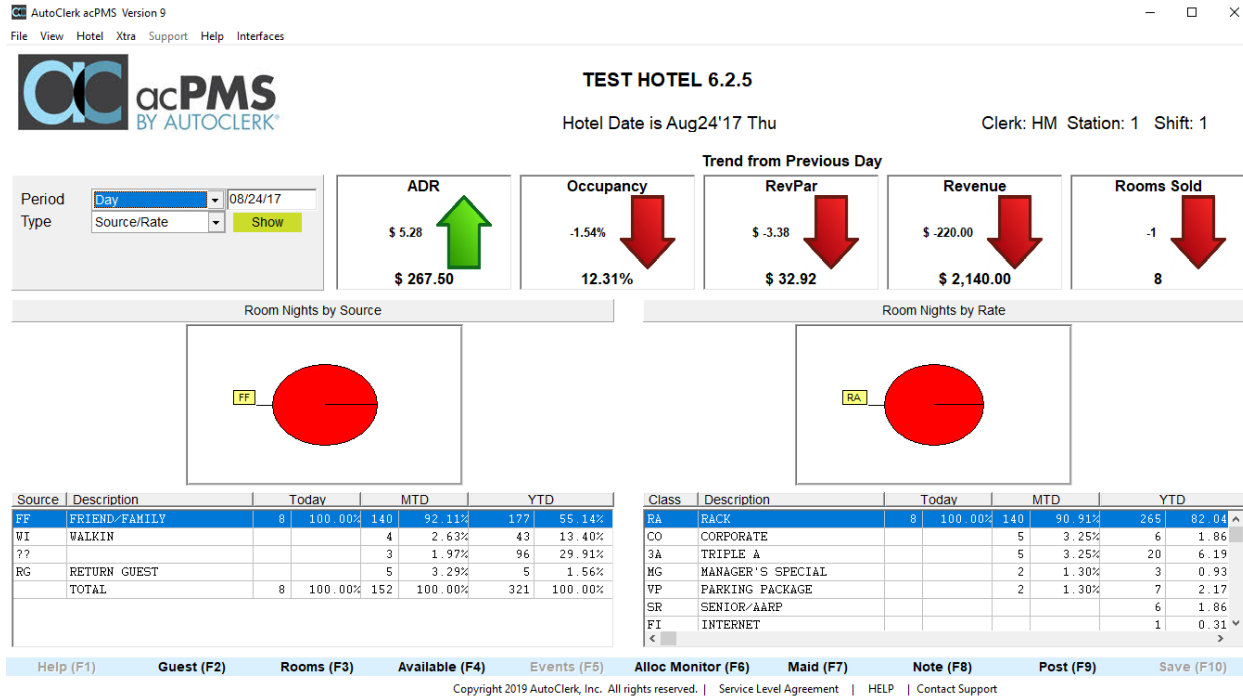 AutoClerk acPMS Version 9
File View Hotel Xtra Support Help Interfaces
ac acPMS
BY AUTOCLERK®
TEST HOTEL 6.2.5
Hotel Date is Aug24'17 Thu
Clerk: HM Station: 1 Shift: 1
Trend from Previous Day
Period Day 08/24/17
Type Source/Rate Show
ADR Occupancy RevPar Revenue Rooms Sold
$ 5.28 -1.54% $ -3.38 $ -220.00 -1
$ 267.50 12.31% $ 32.92 $ 2,140.00 8
Room Nights by Source
FF
Source Description Today MTD YTD
FF FRIEND/FAMILY 8 100.00% 140 92.11% 177 55.14%
WI WALKIN 4 2.63% 43 13.40%
?? 3 1.97% 96 29.91%
RG RETURN GUEST 5 3.29% 5 1.56%
TOTAL 8 100.00% 152 100.00% 321 100.00%
Room Nights by Rate
RA
Class Description Today MTD YTD
RA RACK 8 100.00% 140 90.91% 265 82.04
CO CORPORATE 5 3.25% 6 1.86
3A TRIPLE A 5 3.25% 20 6.19
MG MANAGER'S SPECIAL 2 1.30% 3 0.93
VP PARKING PACKAGE 2 1.30% 7 2.17
SR SENIOR/AARP 6 1.86
FI INTERNET 1 0.31
Help (F1) Guest (F2) Rooms (F3) Available (F4) Events (F5) Alloc Monitor (F6) Maid (F7) Note (F8) Post (F9) Save (F10)
Copyright 2019 AutoClerk, Inc. All rights reserved. | Service Level Agreement | HELP | Contact Support